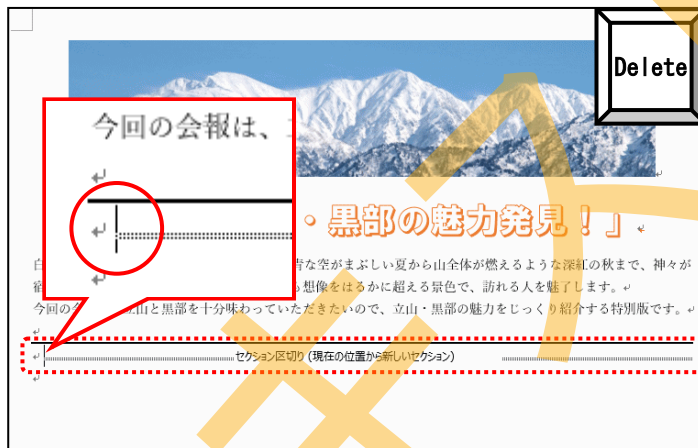 Delete
今回の会報は、
・黒部の魅力発見！」
青な空がまぶしい夏から山全体が燃えるような深紅の秋まで、神々が
想像をはるかに超える景色で、訪れる人を魅了します。
今回の
山と黒部を十分味わっていただきたいので、立山・黒部の魅力をじっくり紹介する特別版です。
セクション区切り (現在の位置から新しいセクション)